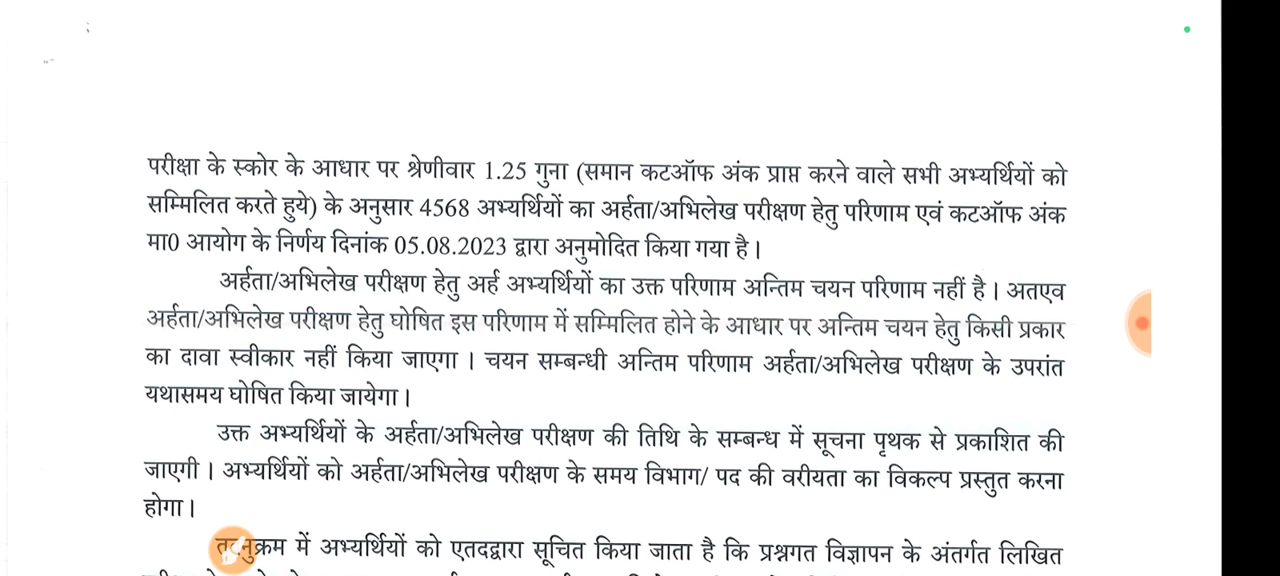 परीक्षा के स्कोर के आधार पर श्रेणीवार 1.25 गुना (समान कटऑफ अंक प्राप्त करने वाले सभी अभ्यर्थियों को
सम्मिलित करते हुये) के अनुसार 4568 अभ्यर्थियों का अर्हता/अभिलेख परीक्षण हेतु परिणाम एवं कटऑफ अंक
मा0 आयोग के निर्णय दिनांक 05.08.2023 द्वारा अनुमोदित किया गया है।
अर्हता/अभिलेख परीक्षण हेतु अर्ह अभ्यर्थियों का उक्त परिणाम अन्तिम चयन परिणाम नहीं है। अतएव
अर्हता/अभिलेख परीक्षण हेतु घोषित इस परिणाम में सम्मिलित होने के आधार पर अन्तिम चयन हेतु किसी प्रकार
का दावा स्वीकार नहीं किया जाएगा। चयन सम्बन्धी अन्तिम परिणाम अर्हता/अभिलेख परीक्षण के उपरांत
यथासमय घोषित किया जायेगा।
उक्त अभ्यर्थियों के अर्हता/अभिलेख परीक्षण की तिथि के सम्बन्ध में सूचना पृथक से प्रकाशित की
जाएगी। अभ्यर्थियों को अर्हता/अभिलेख परीक्षण के समय विभाग/ पद की वरीयता का विकल्प प्रस्तुत करना
होगा।
तद्नुक्रम में अभ्यर्थियों को एतदद्वारा सूचित किया जाता है कि प्रश्नगत विज्ञापन के अंतर्गत लिखित